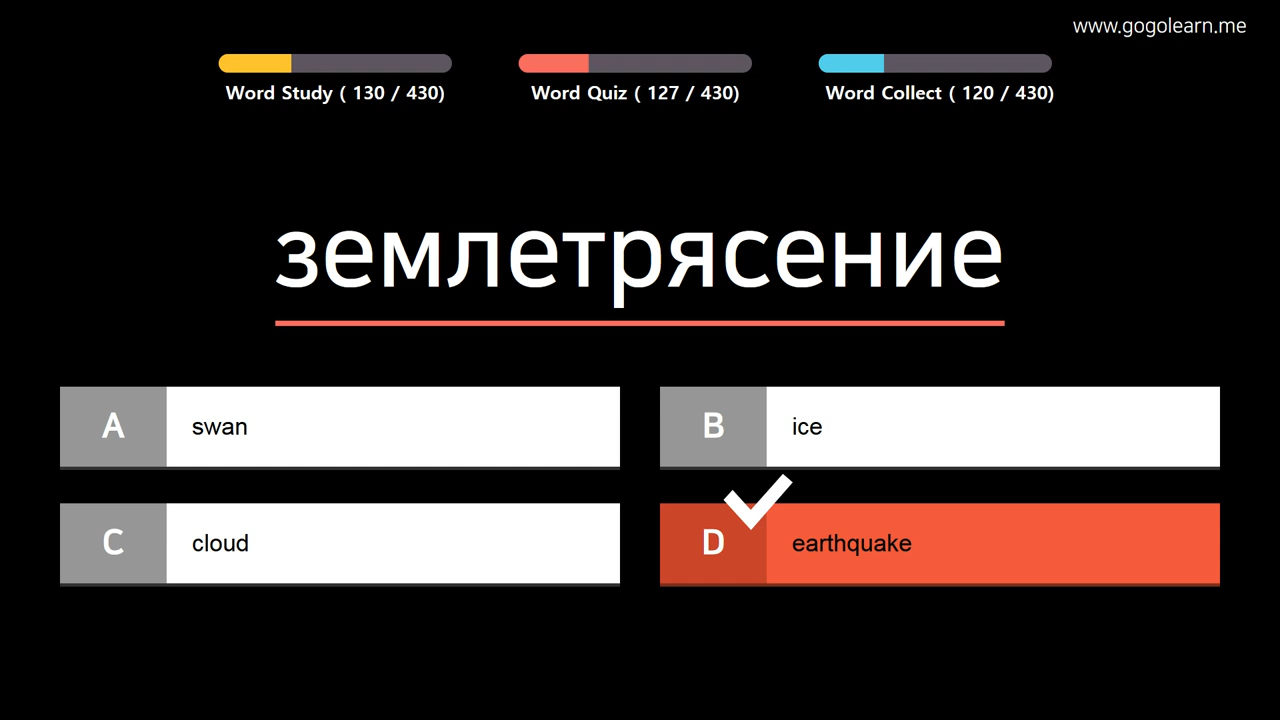 www.gogolearn.me
Word Study ( 130 / 430)
Word Quiz ( 127 / 430)
Word Collect ( 120 / 430)
землетрясение
A swan
B ice
C cloud
D earthquake